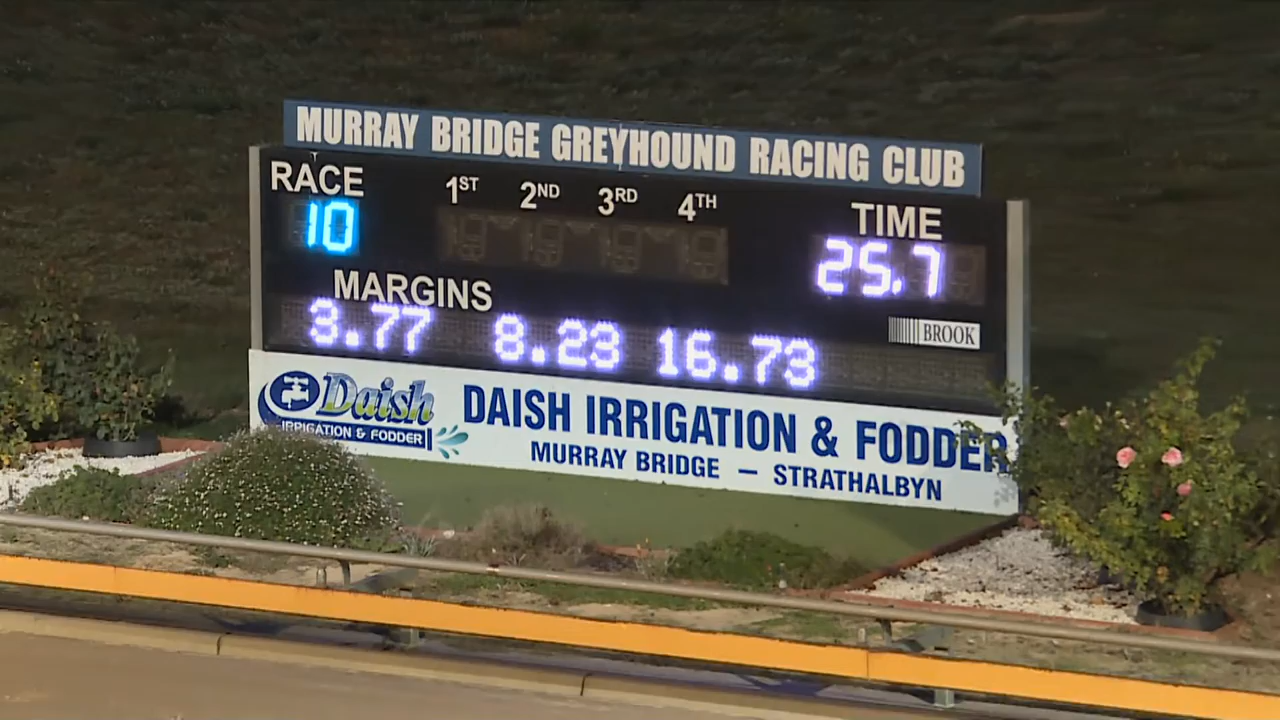 MURRAY BRIDGE GREYHOUND RACING CLUB
RACE 1ST 2ND 3RD 4TH TIME
10 25.7
MARGINS
3.77 8.23 16.73
BROOK
Daish
IRRIGATION & FODDER
DAISH IRRIGATION & FODDER
MURRAY BRIDGE – STRATHALBYN